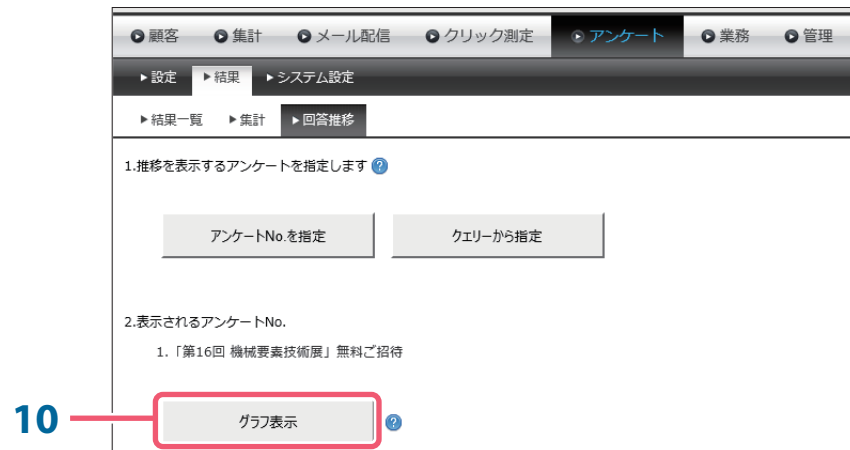 顧客 集計 メール配信 クリック測定 アンケート 業務 管理
設定 結果 システム設定
結果一覧 集計 回答推移
1.推移を表示するアンケートを指定します ?
アンケートNo.を指定 クエリーから指定
2.表示されるアンケートNo.
1.「第16回 機械要素技術展」無料ご招待
10 グラフ表示 ?